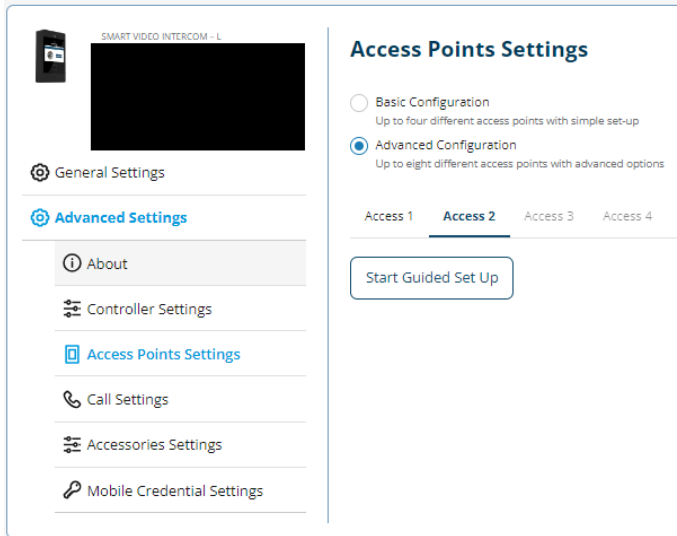 SMART VIDEO INTERCOM - L
General Settings
Advanced Settings
About
Controller Settings
Access Points Settings
Call Settings
Accessories Settings
Mobile Credential Settings
Access Points Settings
Basic Configuration
Up to four different access points with simple set-up
Advanced Configuration
Up to eight different access points with advanced options
Access 1 Access 2 Access 3 Access 4
Start Guided Set Up